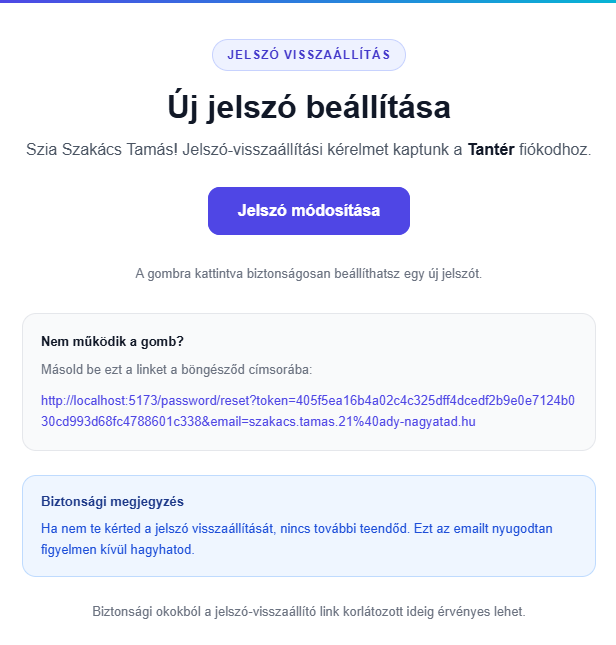 JELSZÓ VISSZAÁLLÍTÁS
Új jelszó beállítása
Szia Szakács Tamás! Jelszó-visszaállítási kérelmet kaptunk a Tantér fiókodhoz.
Jelszó módosítása
A gombra kattintva biztonságosan beállíthatsz egy új jelszót.
Nem működik a gomb?
Másold be ezt a linket a böngésződ címsorába:
http://localhost:5173/password/reset?token=405f5ea16b4a02c4c325dff4dcedf2b9e0e7124b0
30cd993d68fc4788601c338&email=szakacs.tamas.21%40ady-nagyatad.hu
Biztonsági megjegyzés
Ha nem te kérted a jelszó visszaállítását, nincs további teendőd. Ezt az emailt nyugodtan
figyelmen kívül hagyhatod.
Biztonsági okokból a jelszó-visszaállító link korlátozott ideig érvényes lehet.